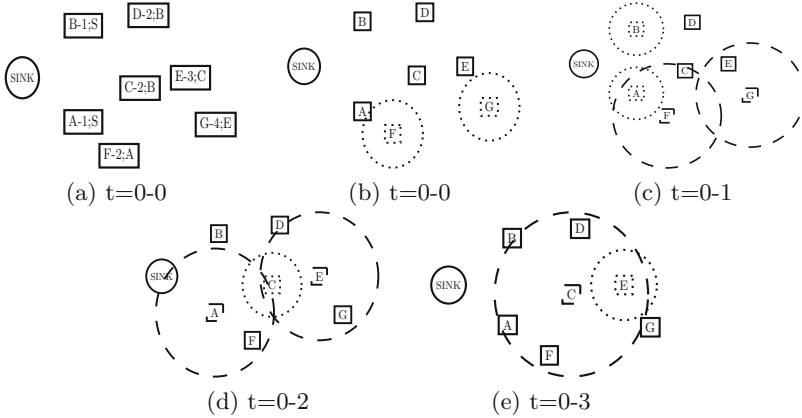 B-1;S
D-2;B
SINK
C-2;B
E-3;C
A-1;S
G-4;E
F-2;A
(a) t=0-0
B
D
SINK
C
E
A
F
G
(b) t=0-0
B
D
SINK
C
E
A
G
F
(c) t=0-1
B
D
SINK
C
E
A
G
F
(d) t=0-2
B
D
SINK
C
E
A
G
F
(e) t=0-3